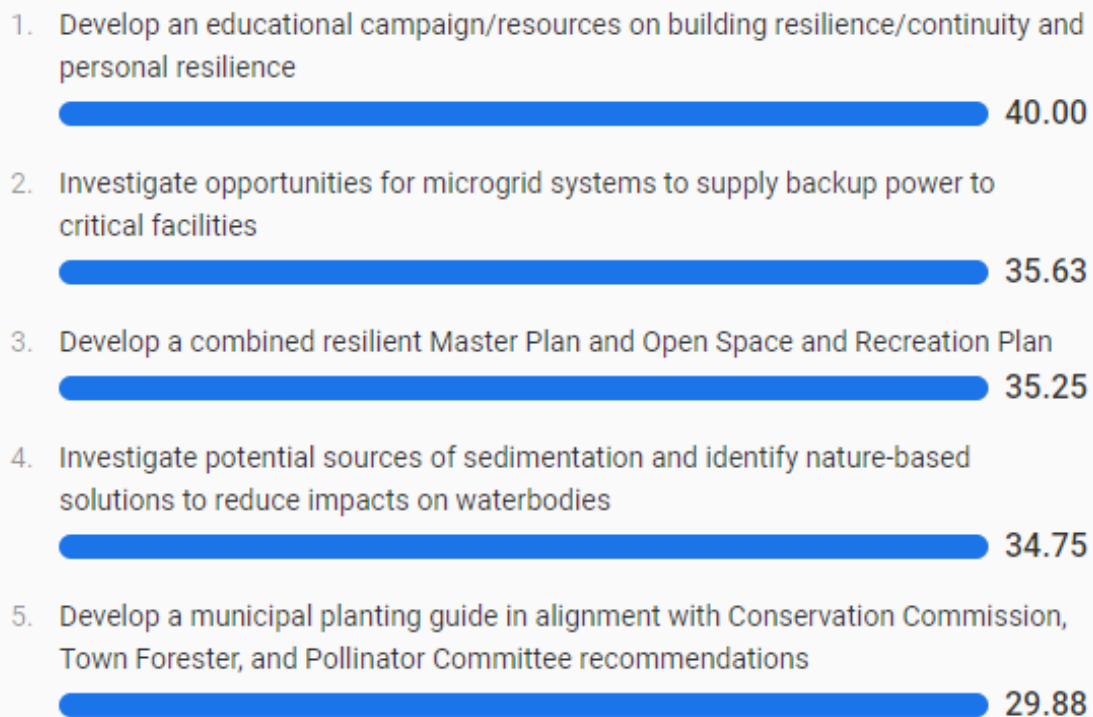 1. Develop an educational campaign/resources on building resilience/continuity and
personal resilience
40.00
2. Investigate opportunities for microgrid systems to supply backup power to
critical facilities
35.63
3. Develop a combined resilient Master Plan and Open Space and Recreation Plan
35.25
4. Investigate potential sources of sedimentation and identify nature-based
solutions to reduce impacts on waterbodies
34.75
5. Develop a municipal planting guide in alignment with Conservation Commission,
Town Forester, and Pollinator Committee recommendations
29.88